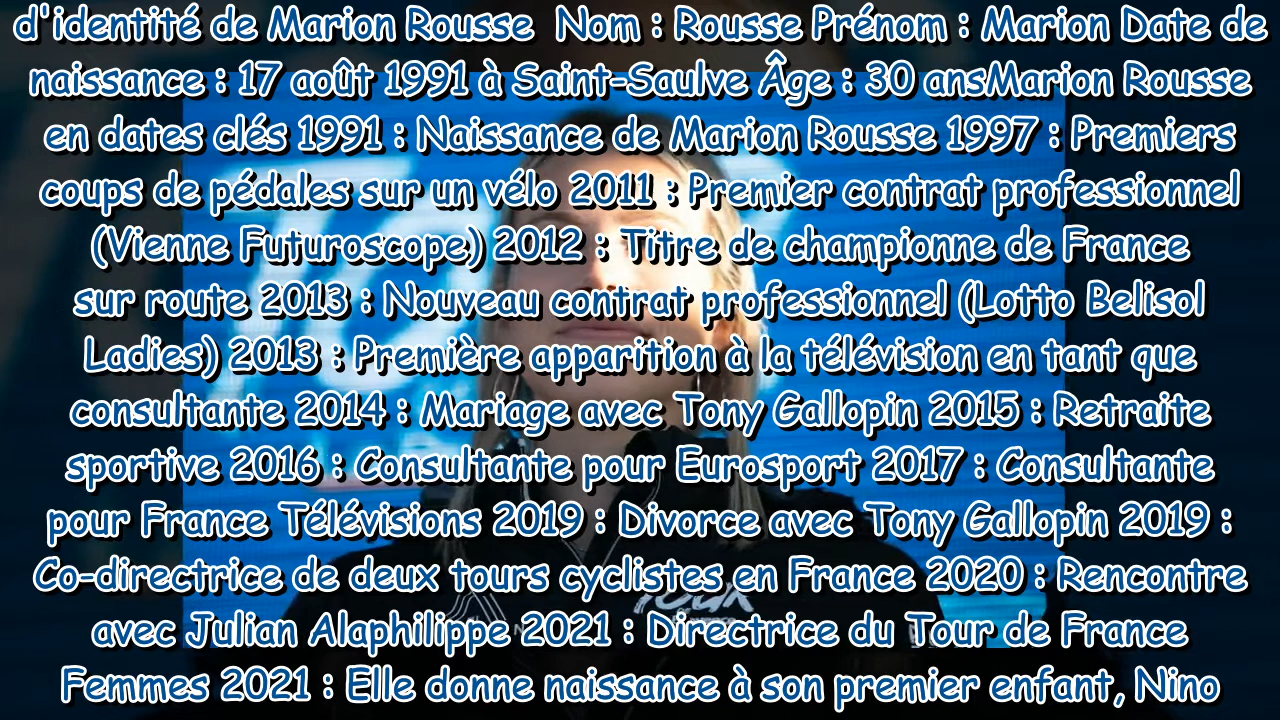 d'identité de Marion Rousse  Nom : Rousse Prénom : Marion Date de
naissance : 17 août 1991 à Saint-Saulve Âge : 30 ansMarion Rousse
en dates clés 1991 : Naissance de Marion Rousse 1997 : Premiers
coups de pédales sur un vélo 2011 : Premier contrat professionnel
(Vienne Futuroscope) 2012 : Titre de championne de France
sur route 2013 : Nouveau contrat professionnel (Lotto Belisol
Ladies) 2013 : Première apparition à la télévision en tant que
consultante 2014 : Mariage avec Tony Gallopin 2015 : Retraite
sportive 2016 : Consultante pour Eurosport 2017 : Consultante
pour France Télévisions 2019 : Divorce avec Tony Gallopin 2019 :
Co-directrice de deux tours cyclistes en France 2020 : Rencontre
avec Julian Alaphilippe 2021 : Directrice du Tour de France
Femmes 2021 : Elle donne naissance à son premier enfant, Nino